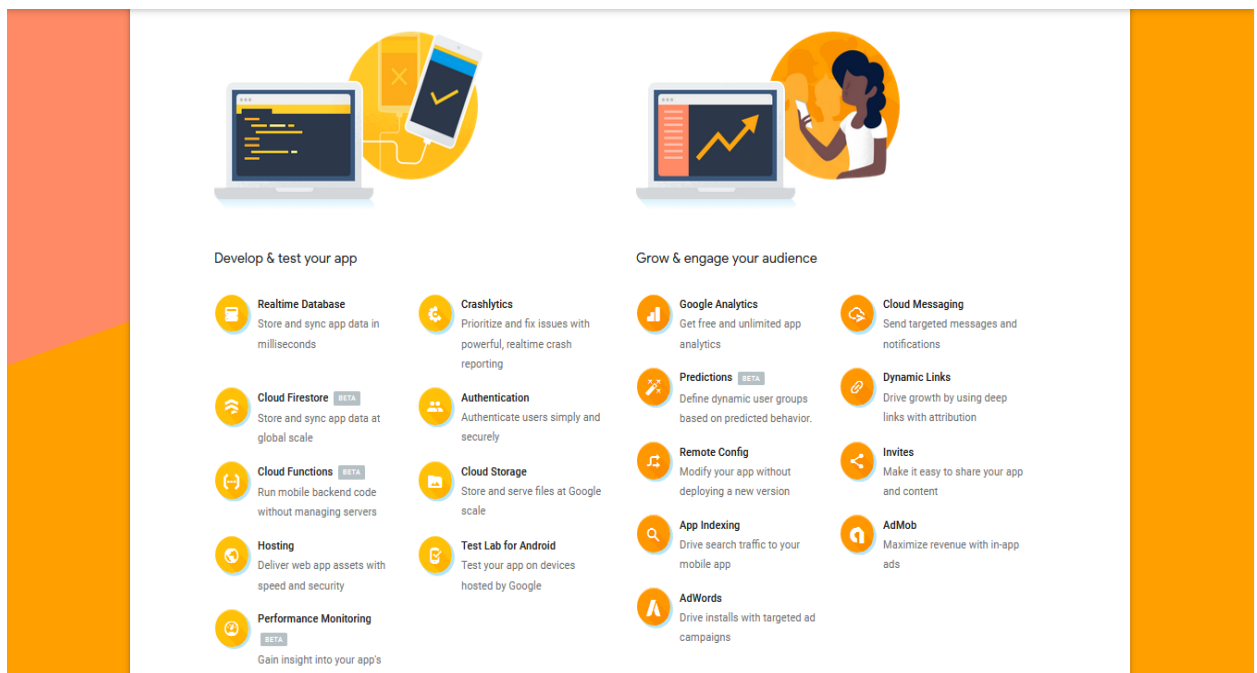 Develop & test your app
Realtime Database
Store and sync app data in
milliseconds
Crashlytics
Prioritize and fix issues with
powerful, realtime crash
reporting
Cloud Firestore BETA
Store and sync app data at
global scale
Authentication
Authenticate users simply and
securely
Cloud Functions BETA
Run mobile backend code
without managing servers
Cloud Storage
Store and serve files at Google
scale
Hosting
Deliver web app assets with
speed and security
Test Lab for Android
Test your app on devices
hosted by Google
Performance Monitoring
BETA
Gain insight into your app's
Grow & engage your audience
Google Analytics
Get free and unlimited app
analytics
Cloud Messaging
Send targeted messages and
notifications
Predictions BETA
Define dynamic user groups
based on predicted behavior.
Dynamic Links
Drive growth by using deep
links with attribution
Remote Config
Modify your app without
deploying a new version
Invites
Make it easy to share your app
and content
App Indexing
Drive search traffic to your
mobile app
AdMob
Maximize revenue with in-app
ads
AdWords
Drive installs with targeted ad
campaigns